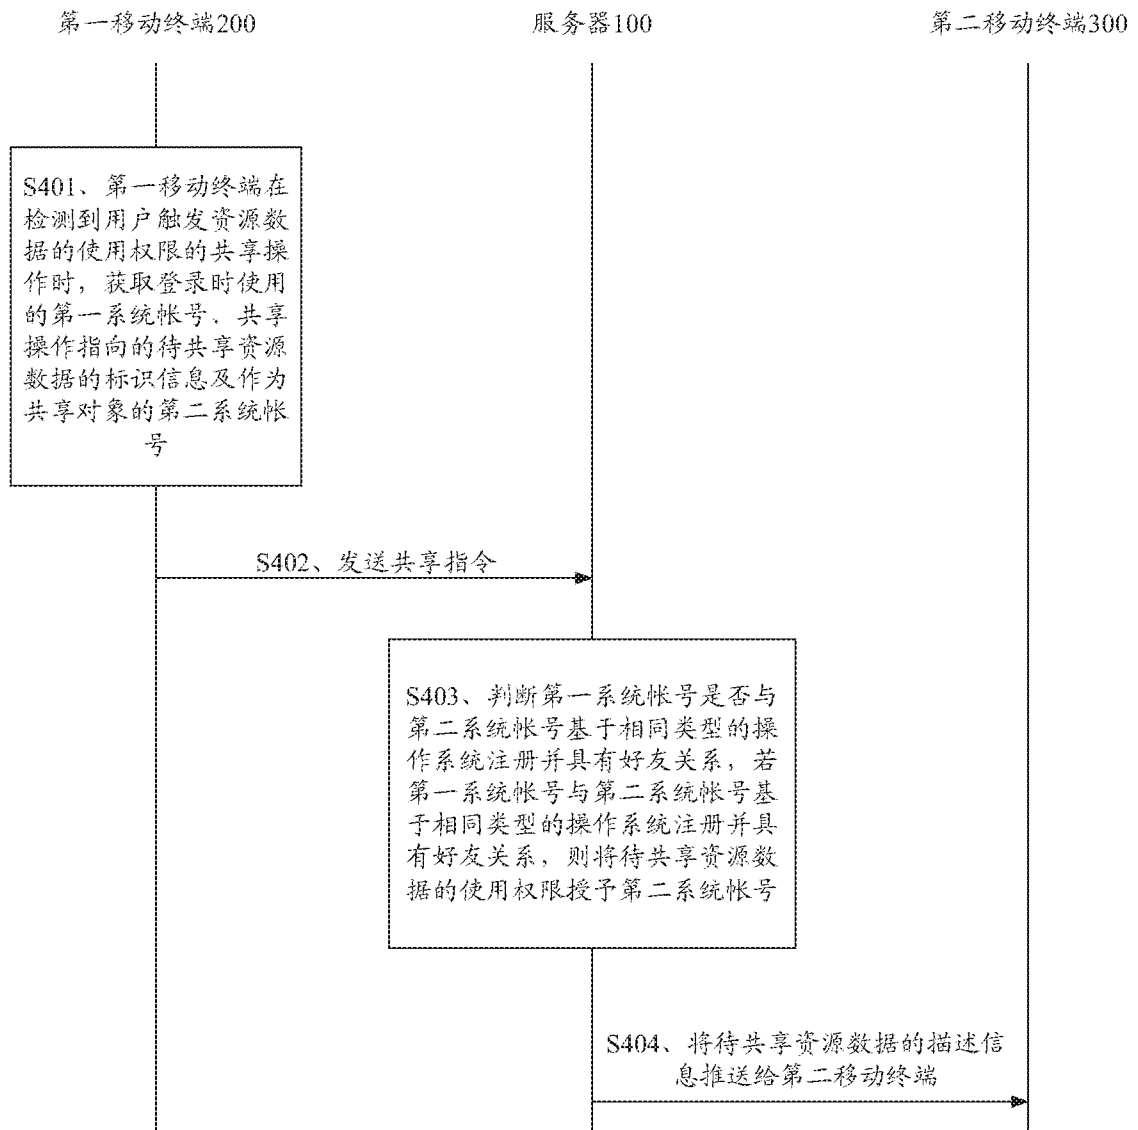 第一移动终端200
服务器100
第二移动终端300
S401、第一移动终端在
检测到用户触发资源数
据的使用权限的共享操
作时，获取登录时使用
的第一系统帐号、共享
操作指向的待共享资源
数据的标识信息及作为
共享对象的第二系统帐
号
S402、发送共享指令
S403、判断第一系统帐号是否与
第二系统帐号基于相同类型的操
作系统注册并具有好友关系，若
第一系统帐号与第二系统帐号基
于相同类型的操作系统注册并具
有好友关系，则将待共享资源数
据的使用权限授予第二系统帐号
S404、将待共享资源数据的描述信
息推送给第二移动终端